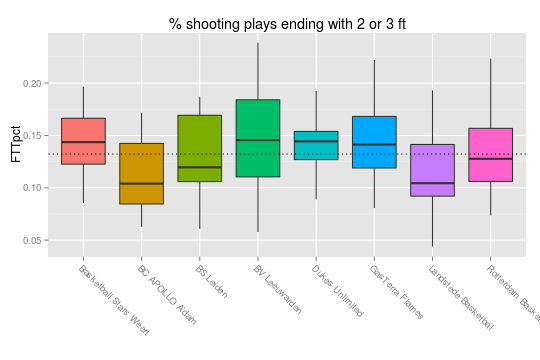 % shooting plays ending with 2 or 3 ft
FTTpct
0.20
0.15
0.10
0.05
Basketball Stars Weert
BC APOLLO A'dam
BS Leiden
BV Leeuwarden
Dukes Unlimited
GasTerra Flames
Landstede Basketbal
Rotterdam Baske